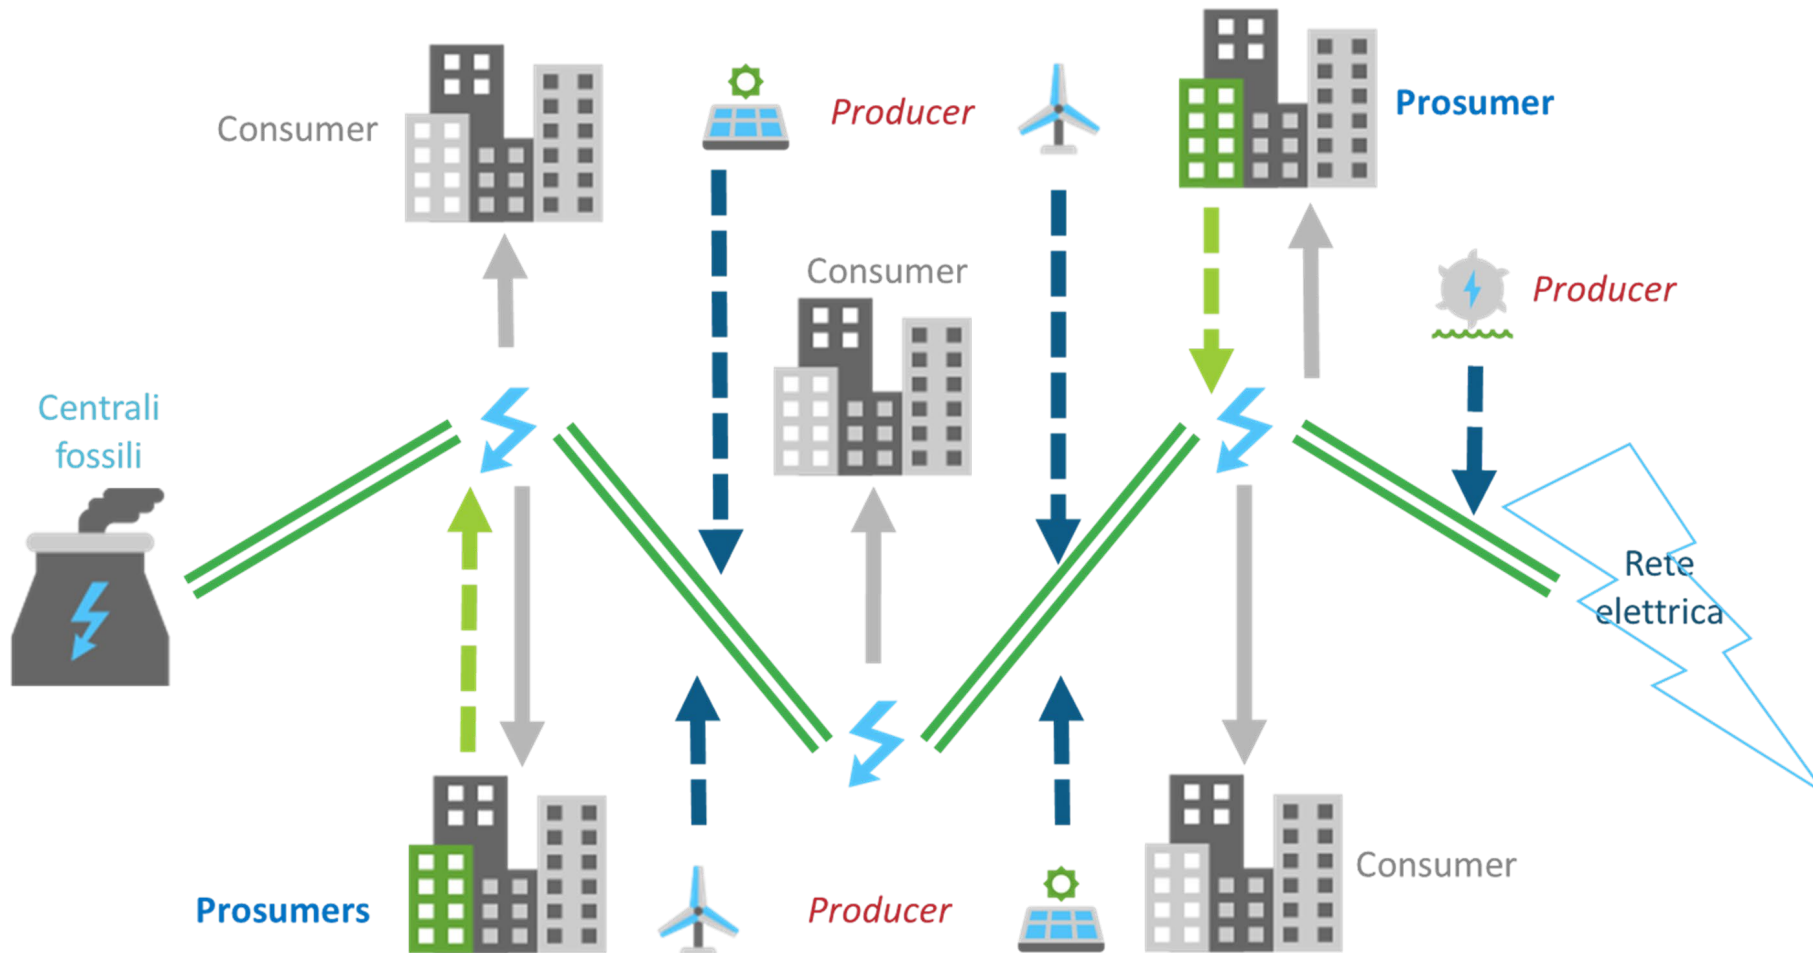 Prosumer
Producer
Consumer
Consumer
Producer
Centrali
fossili
Rete
elettrica
Consumer
Prosumers
Producer